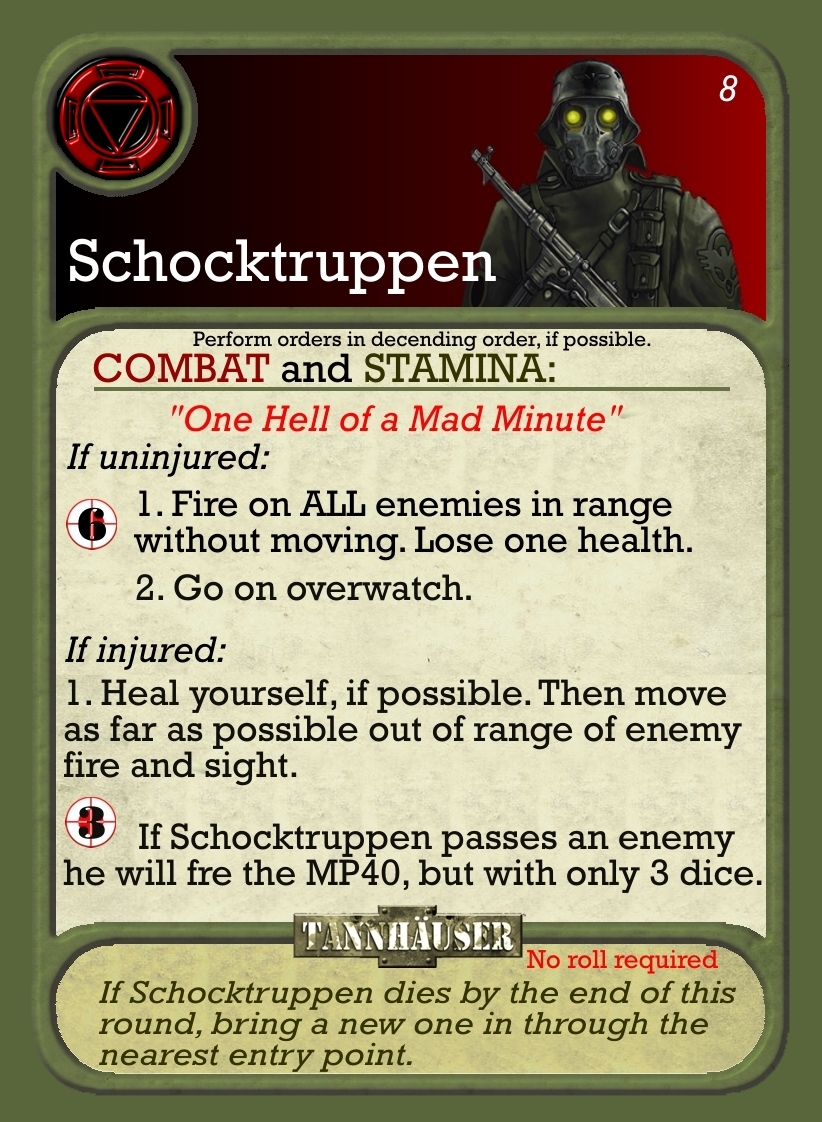 8
Schocktruppen
Perform orders in decending order, if possible.
COMBAT and STAMINA:
"One Hell of a Mad Minute"
If uninjured:
6
1. Fire on ALL enemies in range
without moving. Lose one health.
2. Go on overwatch.
If injured:
1. Heal yourself, if possible. Then move
as far as possible out of range of enemy
fire and sight.
3
If Schocktruppen passes an enemy
he will fre the MP40, but with only 3 dice.
TANNHÄUSER
No roll required
If Schocktruppen dies by the end of this
round, bring a new one in through the
nearest entry point.